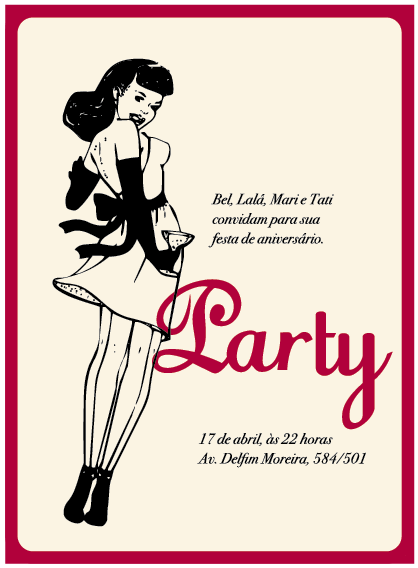 Bel, Lalá, Mari e Tati
convidam para sua
festa de aniversário.
Party
17 de abril, às 22 horas
Av. Delfim Moreira, 584/501